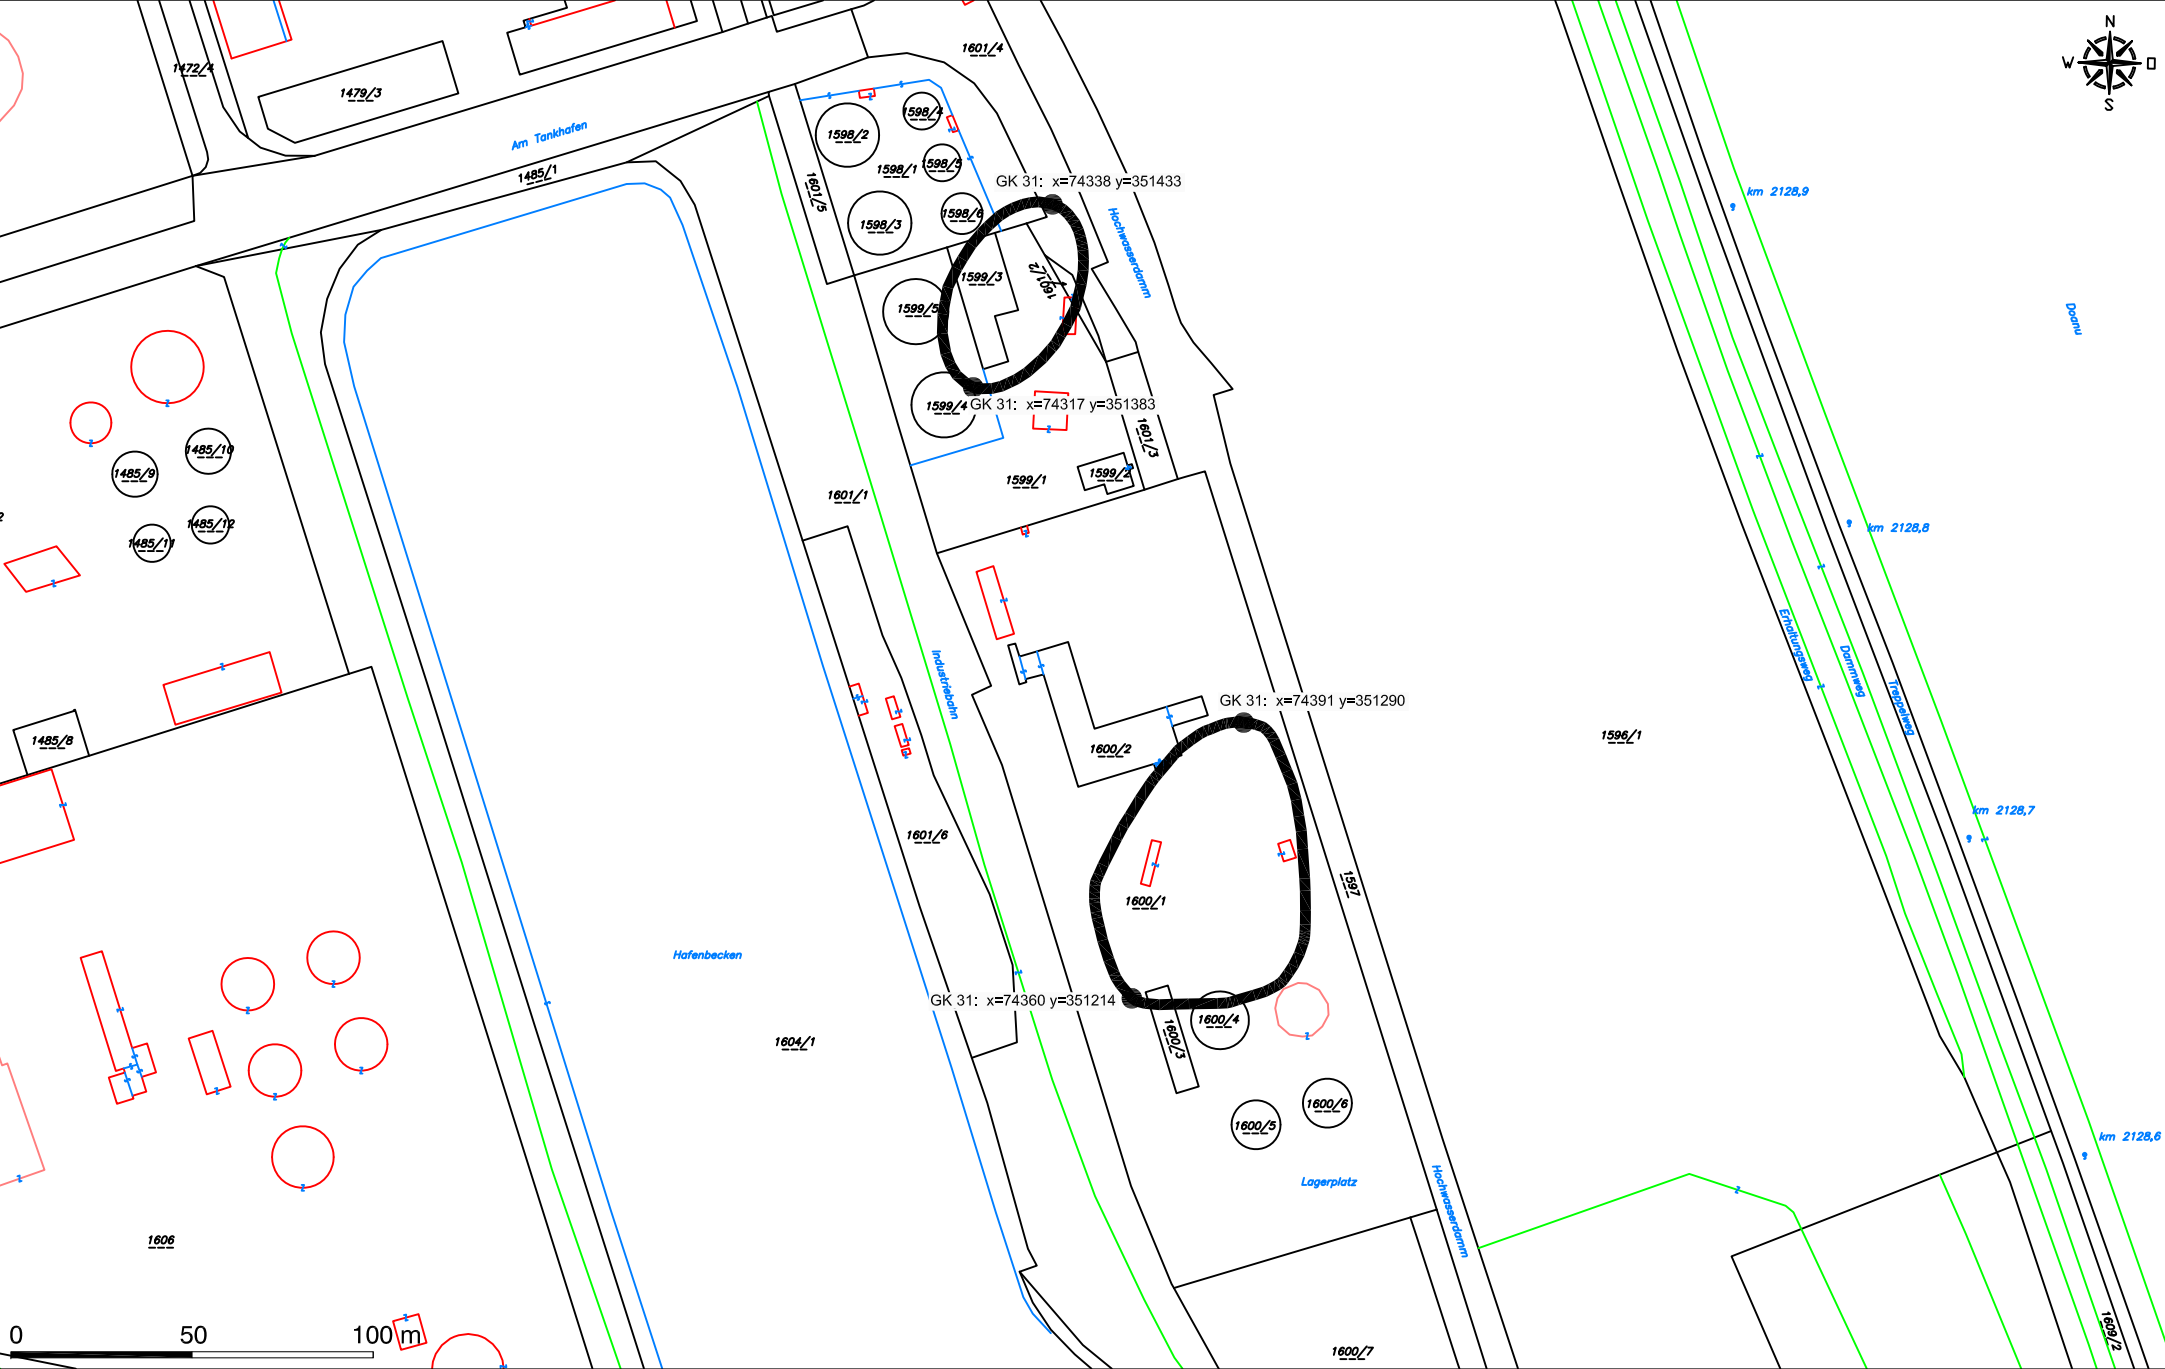 N
W
O
S
1601/4
1472/4
1479/3
Am Tankhafen
1598/2
1598/4
1598/1
1598/5
1485/1
1601/5
GK 31: x=74338 y=351433
km 2128,9
1598/3
1598/6
Hochwasserdamm
1599/3
1601/2
Doanu
1599/5
1599/4
GK 31: x=74317 y=351383
1601/3
1485/10
1485/9
1599/2
1599/1
1601/1
2
1485/12
km 2128,8
1485/11
Erhaltungsweg
Dammweg
Treppelweg
Industriebahn
GK 31: x=74391 y=351290
1485/8
1600/2
1596/1
km 2128,7
1601/6
1597
1600/1
Hafenbecken
GK 31: x=74360 y=351214
1600/4
1600/3
1604/1
1600/6
1600/5
km 2128,6
Lagerplatz
Hochwasserdamm
1606
0 50 100 m
1600/7
1609/2